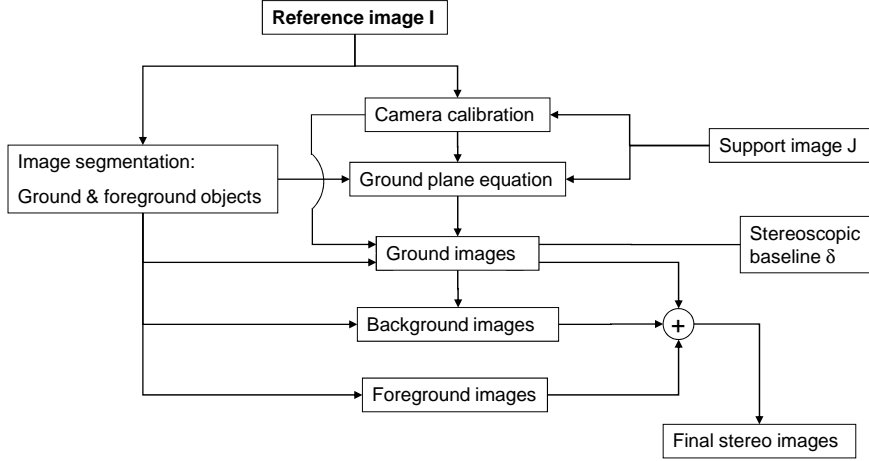 Reference image I
Camera calibration
Support image J
Image segmentation:
Ground & foreground objects
Ground plane equation
Stereoscopic
baseline δ
Ground images
Background images
+
Foreground images
Final stereo images